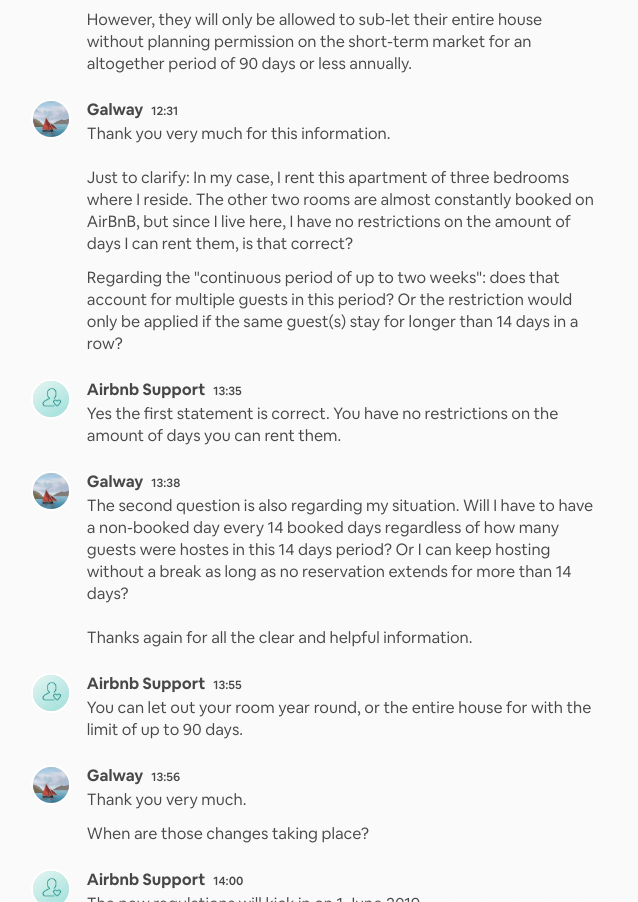 However, they will only be allowed to sub-let their entire house
without planning permission on the short-term market for an
altogether period of 90 days or less annually.
Galway 12:31
Thank you very much for this information.
Just to clarify: In my case, I rent this apartment of three bedrooms
where I reside. The other two rooms are almost constantly booked on
AirBnB, but since I live here, I have no restrictions on the amount of
days I can rent them, is that correct?
Regarding the "continuous period of up to two weeks": does that
account for multiple guests in this period? Or the restriction would
only be applied if the same guest(s) stay for longer than 14 days in a
row?
Airbnb Support 13:35
Yes the first statement is correct. You have no restrictions on the
amount of days you can rent them.
Galway 13:38
The second question is also regarding my situation. Will I have to have
a non-booked day every 14 booked days regardless of how many
guests were hostes in this 14 days period? Or I can keep hosting
without a break as long as no reservation extends for more than 14
days?
Thanks again for all the clear and helpful information.
Airbnb Support 13:55
You can let out your room year round, or the entire house for with the
limit of up to 90 days.
Galway 13:56
Thank you very much.
When are those changes taking place?
Airbnb Support 14:00
The new regulations will kick in on 1 June 2019